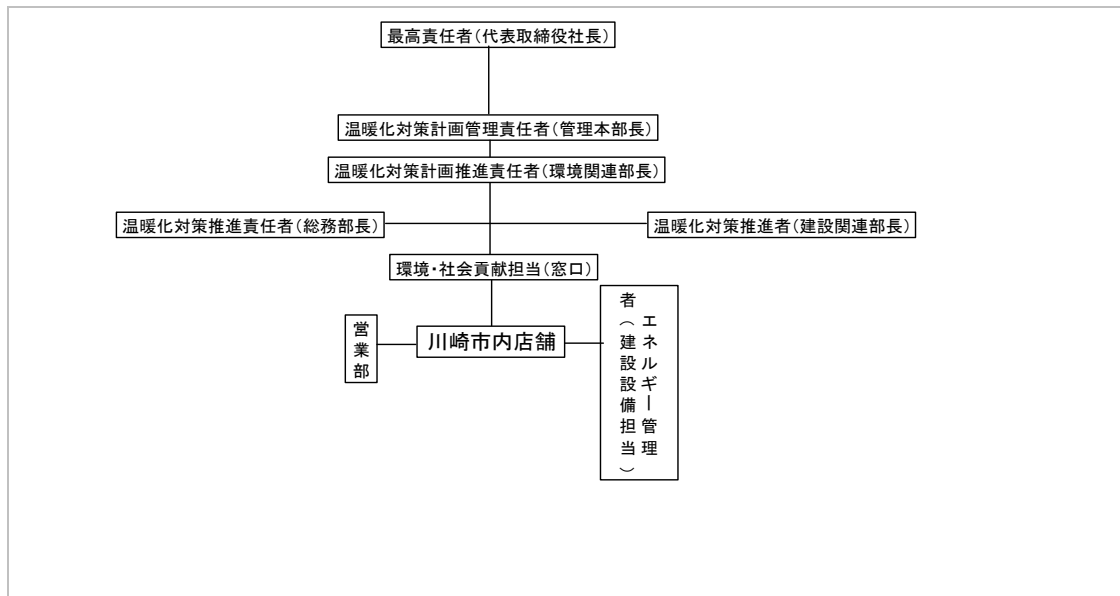 最高責任者(代表取締役社長)
温暖化対策計画管理責任者(管理本部長)
温暖化対策計画推進責任者(環境関連部長)
温暖化対策推進責任者(総務部長)
温暖化対策推進者(建設関連部長)
環境・社会貢献担当(窓口)
営業部
川崎市内店舗
エネルギー管理
者(建設設備担当)